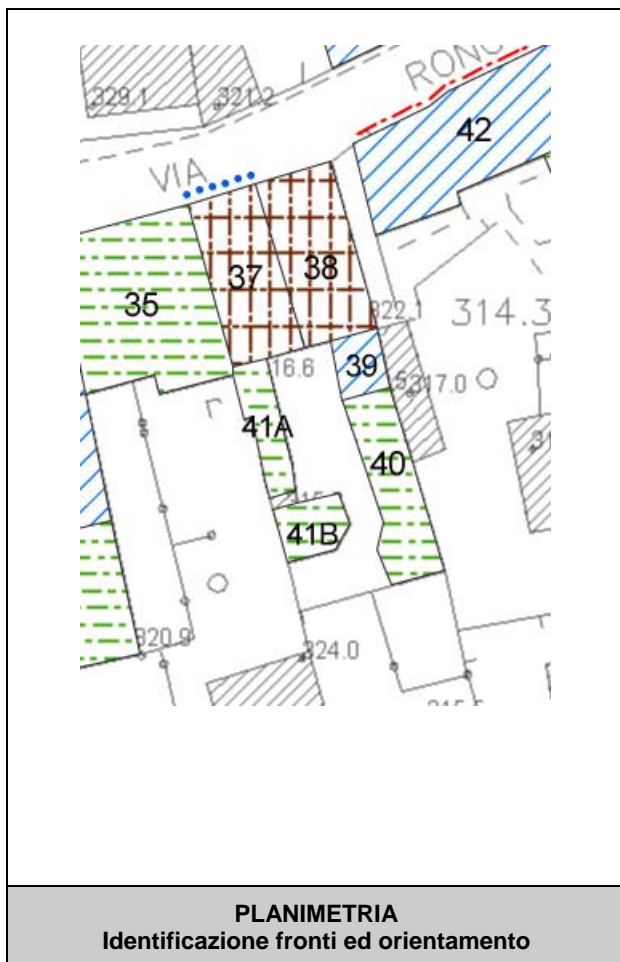 RONC
329.1
321.2
42
VIA
37
38
35
322.1
314.3
16.6
39
317.0
41A
40
41B
320.9
324.0
PLANIMETRIA
Identificazione fronti ed orientamento